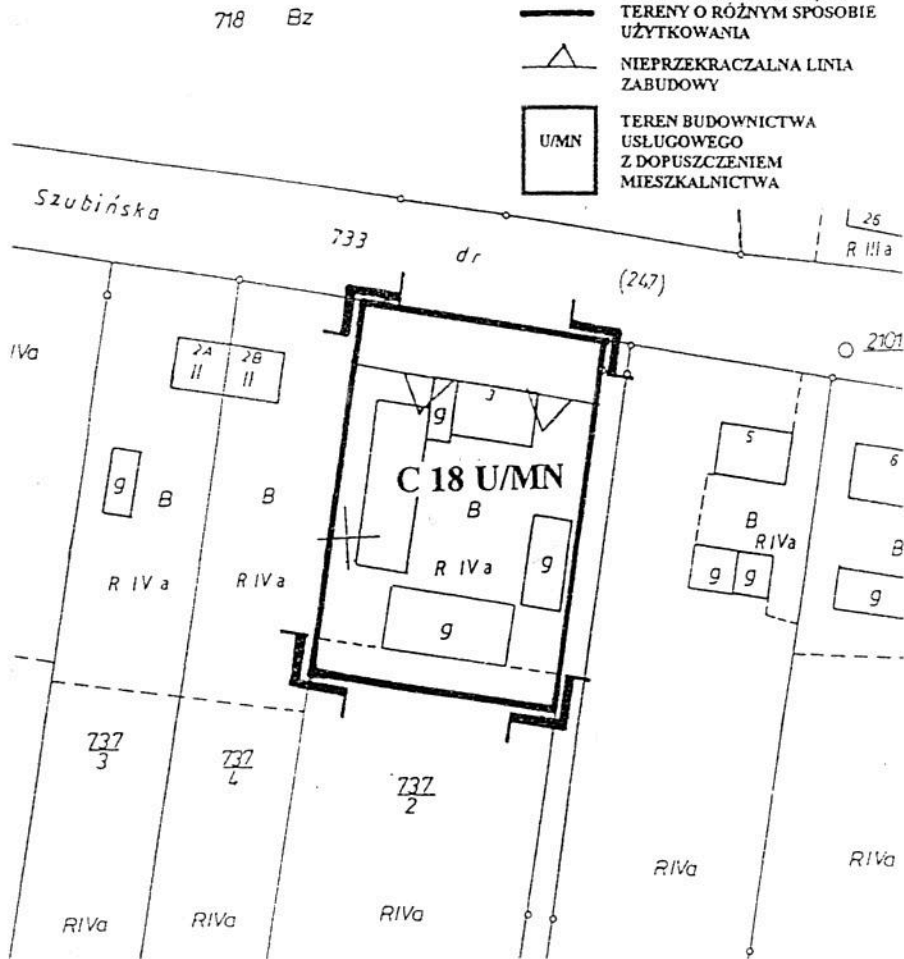 718 Bz
TERENY O RÓŻNYM SPOSOBIE
UŻYTKOWANIA
NIEPRZEKRACZALNA LINIA
ZABUDOWY
U/MN
TEREN BUDOWNICTWA
USŁUGOWEGO
Z DOPUSZCZENIEM
MIESZKALNICTWA
Szubińska
733
dr
(247)
26
R IIIa
2101
IVa
2A
II
2B
II
g
3
g
5
6
C 18 U/MN
g
B
B
B
B
R IVa
B
R IVa
R IVa
R IVa
g
g
g
g
g
737
3
737
4
737
2
RIVa
RIVa
RIVa
RIVa
RIVa